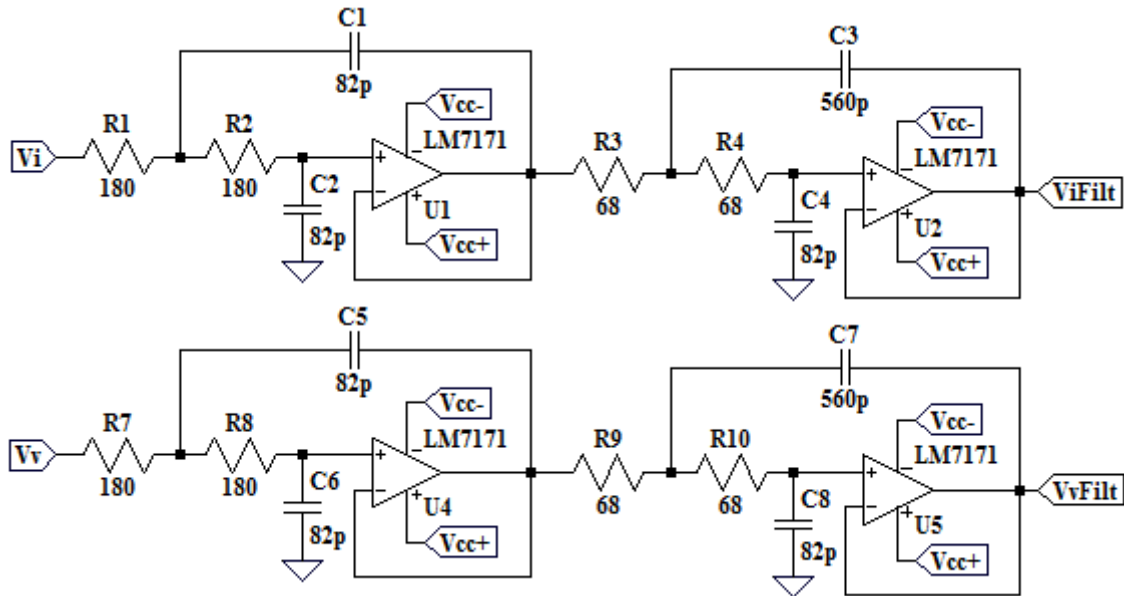 C1
82p
C3
560p
Vi
R1
180
R2
180
C2
82p
Vcc-
LM7171
U1
Vcc+
R3
68
R4
68
C4
82p
Vcc-
LM7171
U2
Vcc+
ViFilt
C5
82p
C7
560p
Vv
R7
180
R8
180
C6
82p
Vcc-
LM7171
U4
Vcc+
R9
68
R10
68
C8
82p
Vcc-
LM7171
U5
Vcc+
VvFilt